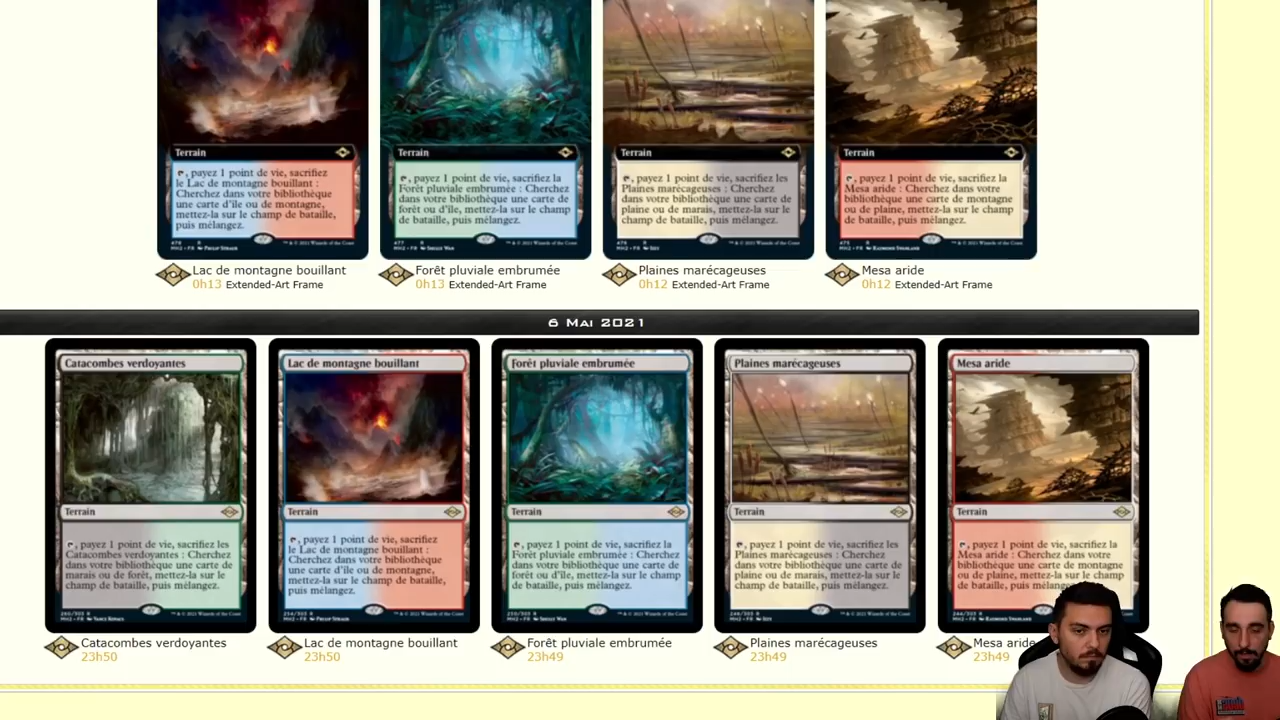 Terrain
, payez 1 point de vie, sacrifiez
le Lac de montagne bouillant :
Cherchez dans votre bibliothèque
une carte d'île ou de montagne,
mettez-la sur le champ de bataille,
puis mélangez.
Terrain
, payez 1 point de vie, sacrifiez la
Forêt pluviale embrumée : Cherchez
dans votre bibliothèque une carte de
forêt ou d'île, mettez-la sur le champ
de bataille, puis mélangez.
Terrain
, payez 1 point de vie, sacrifiez les
Plaines marécageuses : Cherchez
dans votre bibliothèque une carte de
plaine ou de marais, mettez-la sur le
champ de bataille, puis mélangez.
Terrain
, payez 1 point de vie, sacrifiez la
Mesa aride : Cherchez dans votre
bibliothèque une carte de montagne
ou de plaine, mettez-la sur le champ
de bataille, puis mélangez.
Lac de montagne bouillant
0h13 Extended-Art Frame
Forêt pluviale embrumée
0h13 Extended-Art Frame
Plaines marécageuses
0h12 Extended-Art Frame
Mesa aride
0h12 Extended-Art Frame
6 Mai 2021
Catacombes verdoyantes
Terrain
, payez 1 point de vie, sacrifiez les
Catacombes verdoyantes : Cherchez
dans votre bibliothèque une carte de
marais ou de forêt, mettez-la sur le
champ de bataille, puis mélangez.
Lac de montagne bouillant
Terrain
, payez 1 point de vie, sacrifiez
le Lac de montagne bouillant :
Cherchez dans votre bibliothèque
une carte d'île ou de montagne,
mettez-la sur le champ de bataille,
puis mélangez.
Forêt pluviale embrumée
Terrain
, payez 1 point de vie, sacrifiez la
Forêt pluviale embrumée : Cherchez
dans votre bibliothèque une carte de
forêt ou d'île, mettez-la sur le champ
de bataille, puis mélangez.
Plaines marécageuses
Terrain
, payez 1 point de vie, sacrifiez les
Plaines marécageuses : Cherchez
dans votre bibliothèque une carte de
plaine ou de marais, mettez-la sur le
champ de bataille, puis mélangez.
Mesa aride
Terrain
, payez 1 point de vie, sacrifiez la
Mesa aride : Cherchez dans votre
bibliothèque une carte de montagne
ou de plaine, mettez-la sur le champ
de bataille, puis mélangez.
Catacombes verdoyantes
23h50
Lac de montagne bouillant
23h50
Forêt pluviale embrumée
23h49
Plaines marécageuses
23h49
Mesa aride
23h49